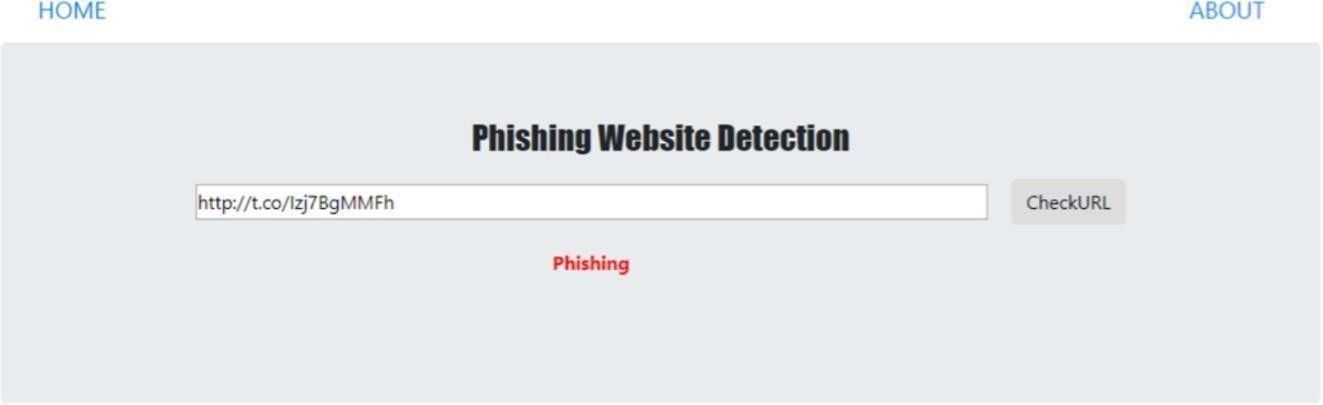 HOME ABOUT
Phishing Website Detection
http://t.co/Izj7BgMMFh CheckURL
Phishing